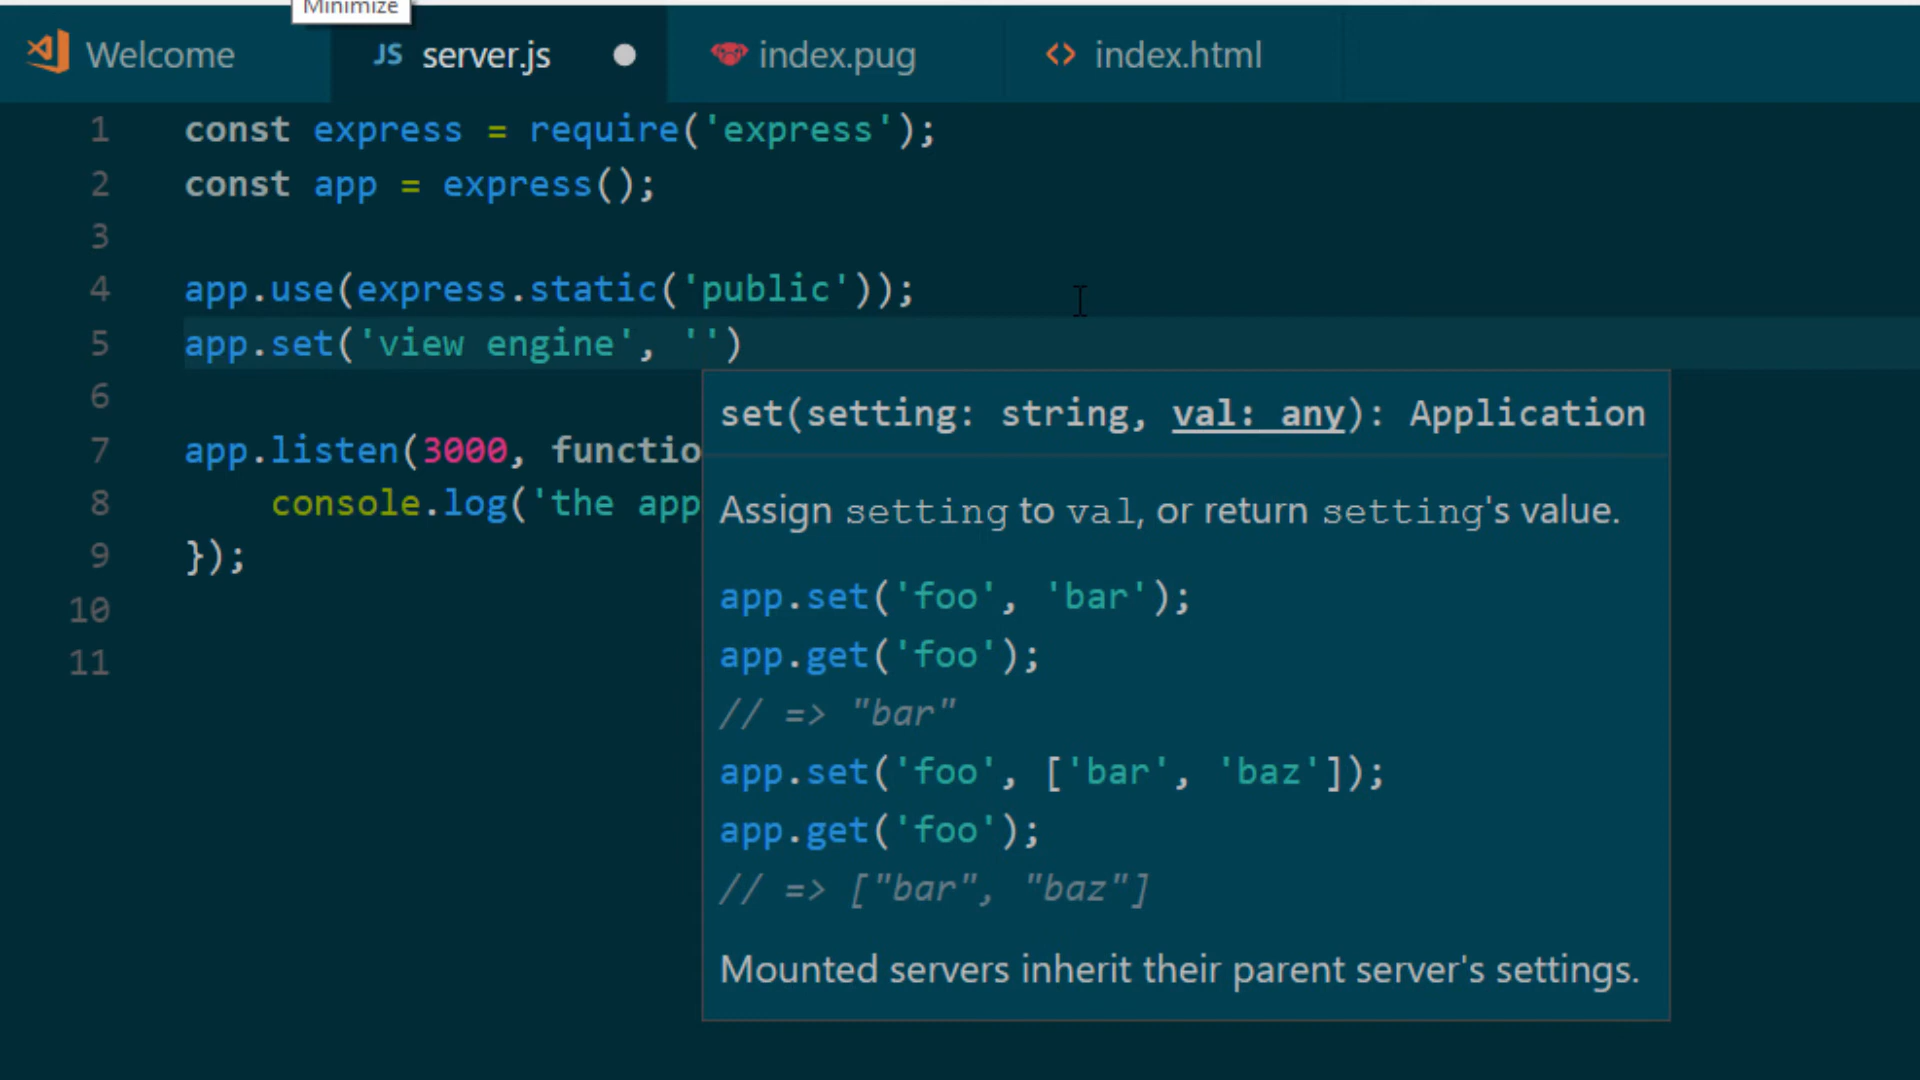 Minimize
Welcome
JS server.js
index.pug
<> index.html
1 const express = require('express');
2 const app = express();
3
4 app.use(express.static('public'));
5 app.set('view engine', '')
6
7 app.listen(3000, functio
8 console.log('the app
9 });
10
11
set(setting: string, val: any): Application
Assign setting to val, or return setting's value.
app.set('foo', 'bar');
app.get('foo');
// => "bar"
app.set('foo', ['bar', 'baz']);
app.get('foo');
// => ["bar", "baz"]
Mounted servers inherit their parent server's settings.